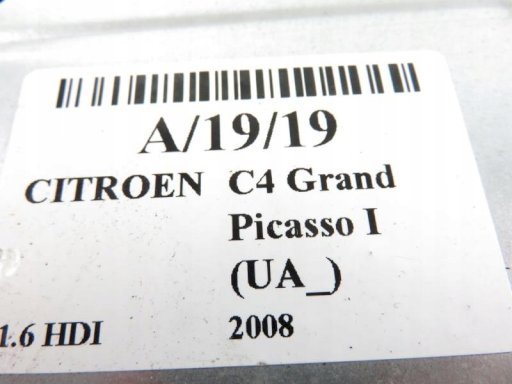 A/19/19
CITROEN C4 Grand
Picasso I
(UA_)
1.6 HDI 2008